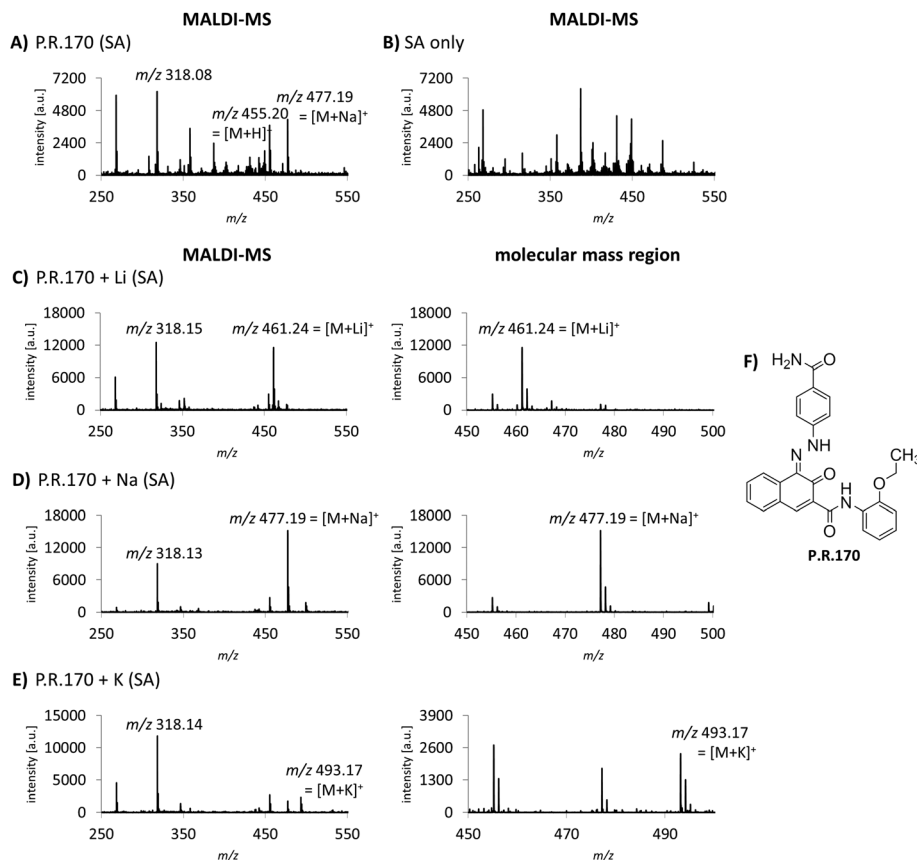 MALDI-MS
MALDI-MS
A) P.R.170 (SA)
B) SA only
intensity [a.u.]
7200
4800
2400
0
m/z 318.08
m/z 455.20
= [M+H]⁺
m/z 477.19
= [M+Na]⁺
250
350
450
550
m/z
intensity [a.u.]
7200
4800
2400
0
250
350
450
550
m/z
MALDI-MS
molecular mass region
C) P.R.170 + Li (SA)
intensity [a.u.]
18000
12000
6000
0
m/z 318.15
m/z 461.24 = [M+Li]⁺
250
350
450
550
m/z
intensity [a.u.]
18000
12000
6000
0
m/z 461.24 = [M+Li]⁺
450
460
470
480
490
500
m/z
D) P.R.170 + Na (SA)
intensity [a.u.]
18000
12000
6000
0
m/z 318.13
m/z 477.19 = [M+Na]⁺
250
350
450
550
m/z
intensity [a.u.]
18000
12000
6000
0
m/z 477.19 = [M+Na]⁺
450
460
470
480
490
500
m/z
E) P.R.170 + K (SA)
intensity [a.u.]
15000
10000
5000
0
m/z 318.14
m/z 493.17
= [M+K]⁺
250
350
450
550
m/z
intensity [a.u.]
3900
2600
1300
0
m/z 493.17
= [M+K]⁺
450
470
490
m/z
F)
H₂N
O
NH
N
O
CH₃
O
H
N
O
P.R.170